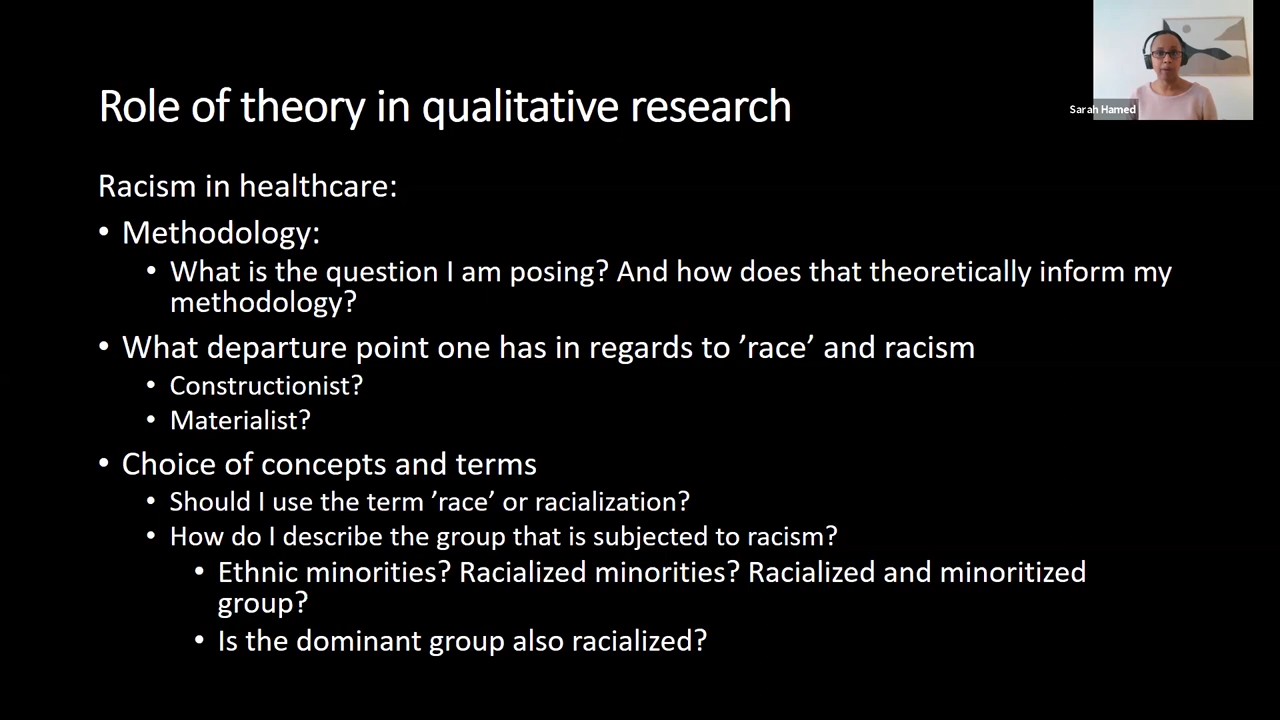 Sarah Hamed
Role of theory in qualitative research
Racism in healthcare:
• Methodology:
• What is the question I am posing? And how does that theoretically inform my
methodology?
• What departure point one has in regards to ’race’ and racism
• Constructionist?
• Materialist?
• Choice of concepts and terms
• Should I use the term ’race’ or racialization?
• How do I describe the group that is subjected to racism?
• Ethnic minorities? Racialized minorities? Racialized and minoritized
group?
• Is the dominant group also racialized?